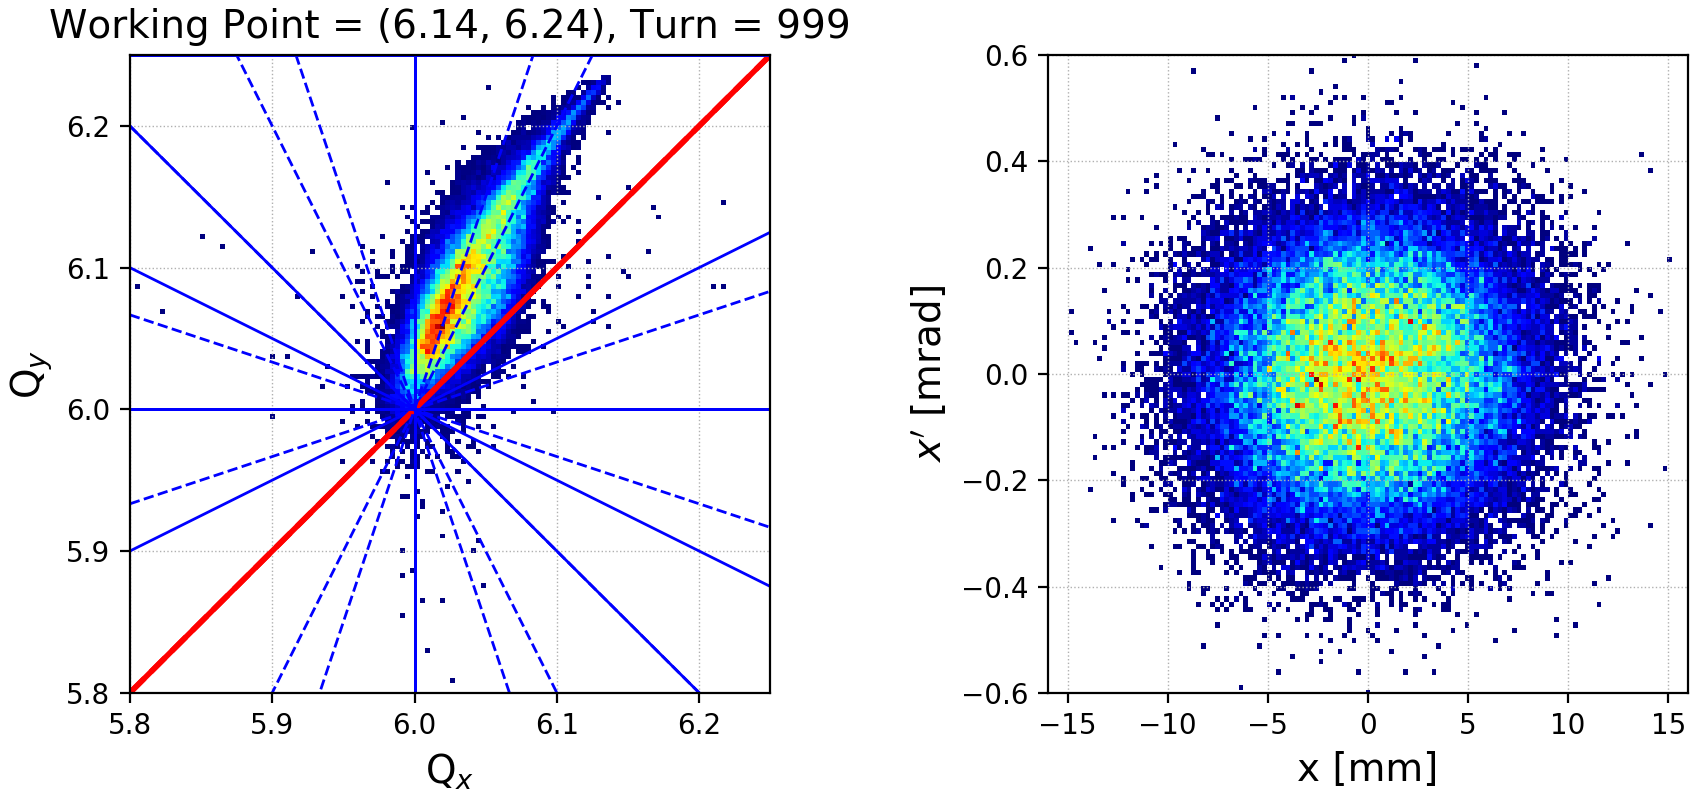 Working Point = (6.14, 6.24), Turn = 999
6.2
6.1
6.0
5.9
5.8
Q_y
5.8 5.9 6.0 6.1 6.2
Q_x
0.6
0.4
0.2
0.0
−0.2
−0.4
−0.6
x′ [mrad]
−15 −10 −5 0 5 10 15
x [mm]